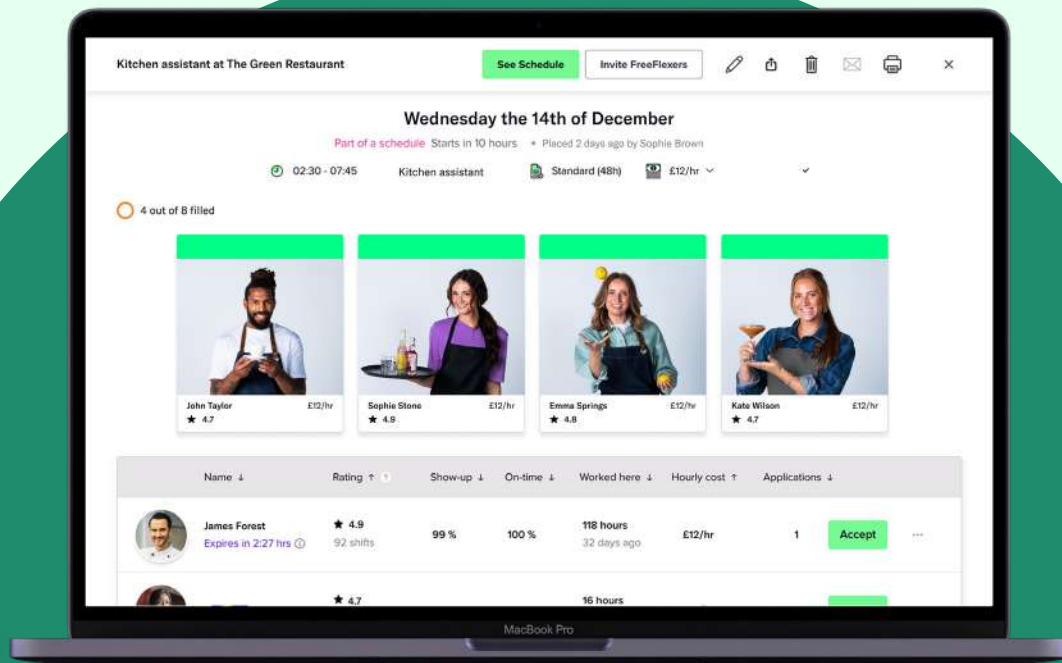 Kitchen assistant at The Green Restaurant
See Schedule
Invite FreeFlexers
Wednesday the 14th of December
Part of a schedule Starts in 10 hours • Placed 2 days ago by Sophie Brown
02:30 - 07:45 Kitchen assistant Standard (48h) £12/hr
4 out of 8 filled
John Taylor £12/hr
★ 4.7
Sophie Stone £12/hr
★ 4.9
Emma Springs £12/hr
★ 4.8
Kate Wilson £12/hr
★ 4.7
Name ↓ Rating ↑ ? Show-up ↓ On-time ↓ Worked here ↓ Hourly cost ↑ Applications ↓
James Forest ★ 4.9 99 % 100 % 118 hours £12/hr 1 Accept ...
Expires in 2:27 hrs 92 shifts 32 days ago
★ 4.7 16 hours
MacBook Pro